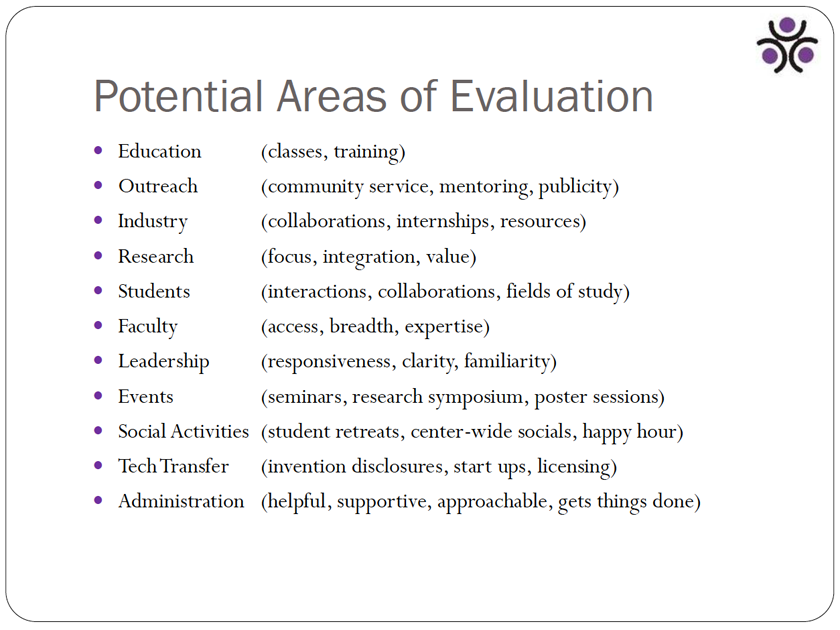 Potential Areas of Evaluation
• Education (classes, training)
• Outreach (community service, mentoring, publicity)
• Industry (collaborations, internships, resources)
• Research (focus, integration, value)
• Students (interactions, collaborations, fields of study)
• Faculty (access, breadth, expertise)
• Leadership (responsiveness, clarity, familiarity)
• Events (seminars, research symposium, poster sessions)
• Social Activities (student retreats, center-wide socials, happy hour)
• Tech Transfer (invention disclosures, start ups, licensing)
• Administration (helpful, supportive, approachable, gets things done)